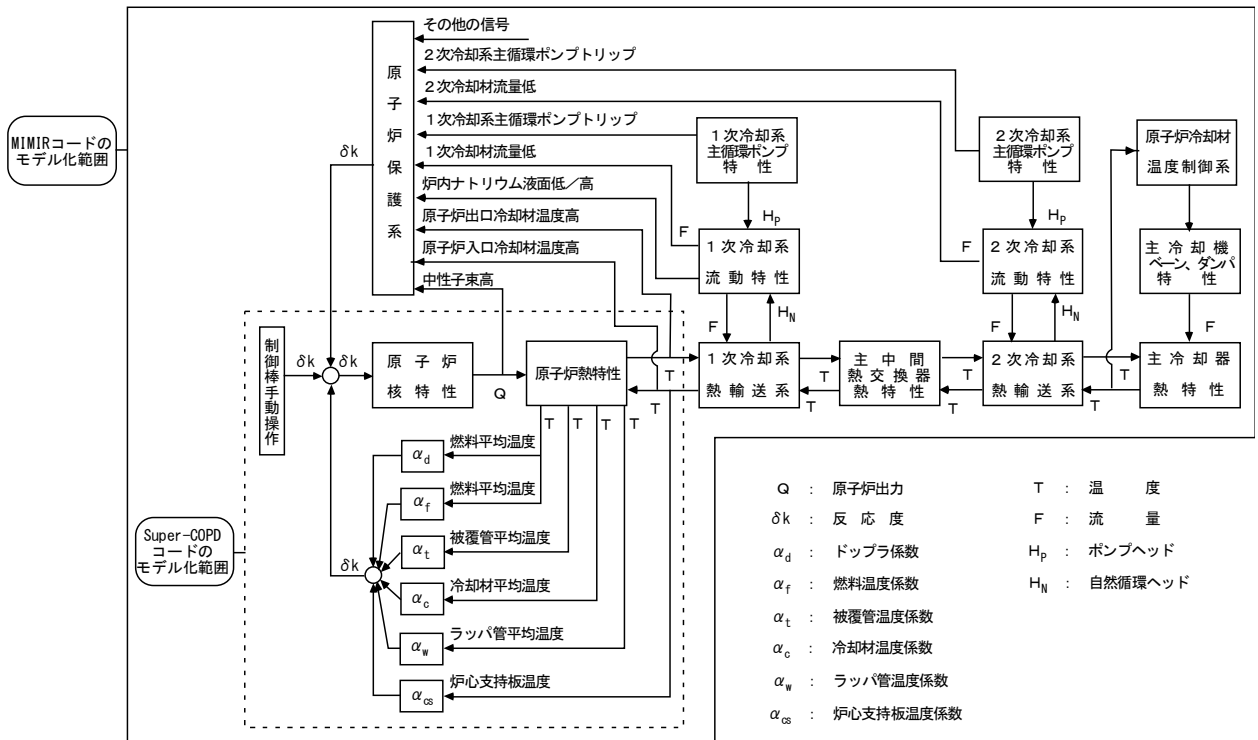 その他の信号
2次冷却系主循環ポンプトリップ
2次冷却材流量低
1次冷却系主循環ポンプトリップ
1次冷却材流量低
炉内ナトリウム液面低/高
原子炉出口冷却材温度高
原子炉入口冷却材温度高
中性子束高
原子炉保護系
MIMIRコードの
モデル化範囲
δk
1次冷却系
主循環ポンプ
特性
2次冷却系
主循環ポンプ
特性
原子炉冷却材
温度制御系
HP
HP
F
F
1次冷却系
流動特性
2次冷却系
流動特性
主冷却機
ベーン、ダンパ
特性
F
HN
F
HN
F
制御棒手動操作
δk
δk
原子炉
核特性
Q
原子炉熱特性
T
T
1次冷却系
熱輸送系
T
T
主中間
熱交換器
熱特性
T
T
2次冷却系
熱輸送系
T
T
主冷却器
熱特性
T
T
T
T
燃料平均温度
αd
燃料平均温度
αf
被覆管平均温度
αt
冷却材平均温度
αc
ラッパ管平均温度
αw
炉心支持板温度
αcs
δk
Super-COPD
コードの
モデル化範囲
Q : 原子炉出力
δk : 反応度
αd : ドップラ係数
αf : 燃料温度係数
αt : 被覆管温度係数
αc : 冷却材温度係数
αw : ラッパ管温度係数
αcs : 炉心支持板温度係数
T : 温度
F : 流量
HP : ポンプヘッド
HN : 自然循環ヘッド